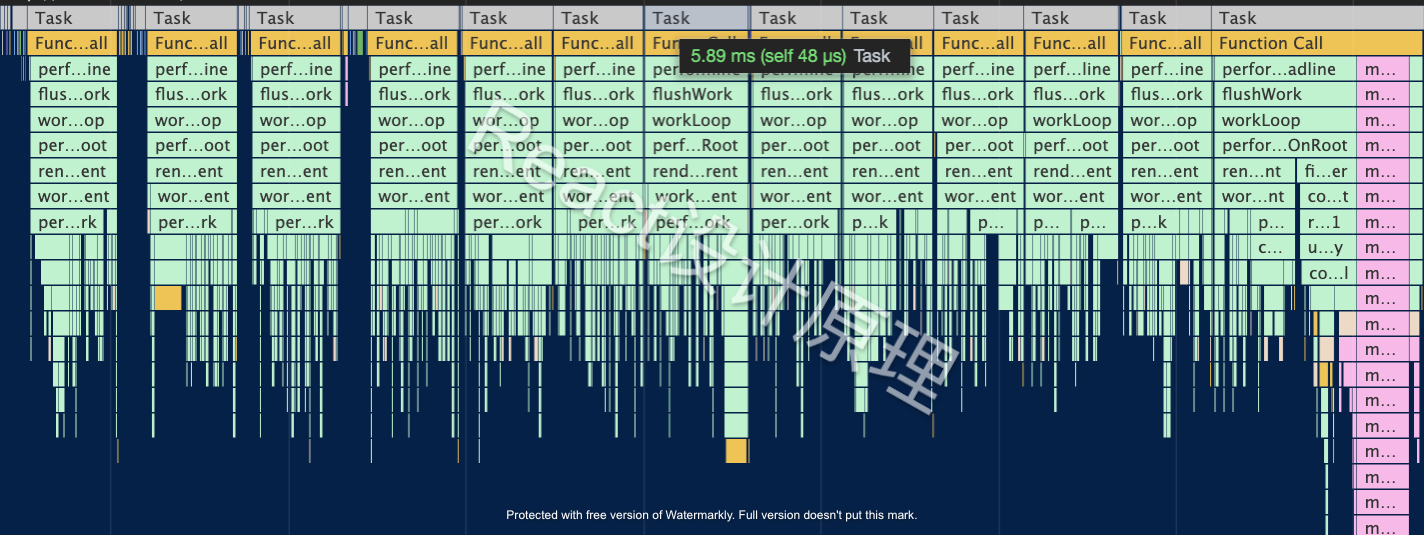 Task Task Task Task Task Task Task Task Task Task Task Task Task
Func...all Func...all Func...all Func...all Func...all Func...all Func...all Func...all Func...all Func...all Function Call
5.89 ms (self 48 μs) Task
perf...ine perf...ine perf...ine perf...ine perf...ine perf...ine perf...ine perf...ine perf...line perf...ine perfor...adline m...
flus...ork flus...ork flus...ork flus...ork flus...ork flus...ork flushWork flus...ork flus...ork flus...ork flus...ork flus...ork flushWork m...
wor...op wor...op wor...op wor...op wor...op wor...op workLoop wor...op wor...op wor...op workLoop wor...op workLoop m...
per...oot perf...oot perf...oot perf...oot per...oot perf...oot perf...Root per...oot per...oot per...oot perf...oot per...oot perfor...OnRoot m...
ren...ent ren...ent ren...ent ren...ent ren...ent ren...ent rend...ent ren...ent ren...ent ren...ent rend...ent ren...ent ren...nt fi...er m...
wor...ent wor...ent wor...ent wor...ent wor...ent wor...ent work...ent wor...ent wor...ent wor...ent wor...ent wor...ent wor...nt co...t m...
per...rk per...rk per...rk per...ork per...rk perf...ork per...ork p...k p... p... p... p...k p... r...1 m...
c... u...y m...
co...l m...
m...
m...
m...
m...
m...
m...
m...
m...
m...
m...
React设计原理
Protected with free version of Watermarkly. Full version doesn't put this mark.